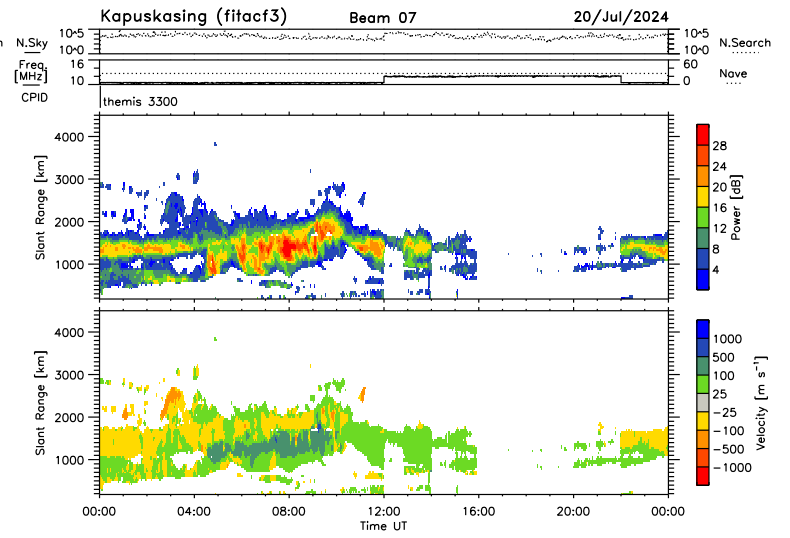 Kapuskasing (fitacf3) Beam 07 20/Jul/2024
n N.Sky 10^5 10^0 10^5 10^0 N.Search
Freq. [MHz] 16 10 60 0 Nave
CPID themis 3300
4000
3000
2000
1000
Slant Range [km]
28
24
20
16
12
8
4
Power [dB]
4000
3000
2000
1000
Slant Range [km]
1000
500
100
25
−25
−100
−500
−1000
Velocity [m s⁻¹]
00:00 04:00 08:00 12:00 16:00 20:00 00:00
Time UT